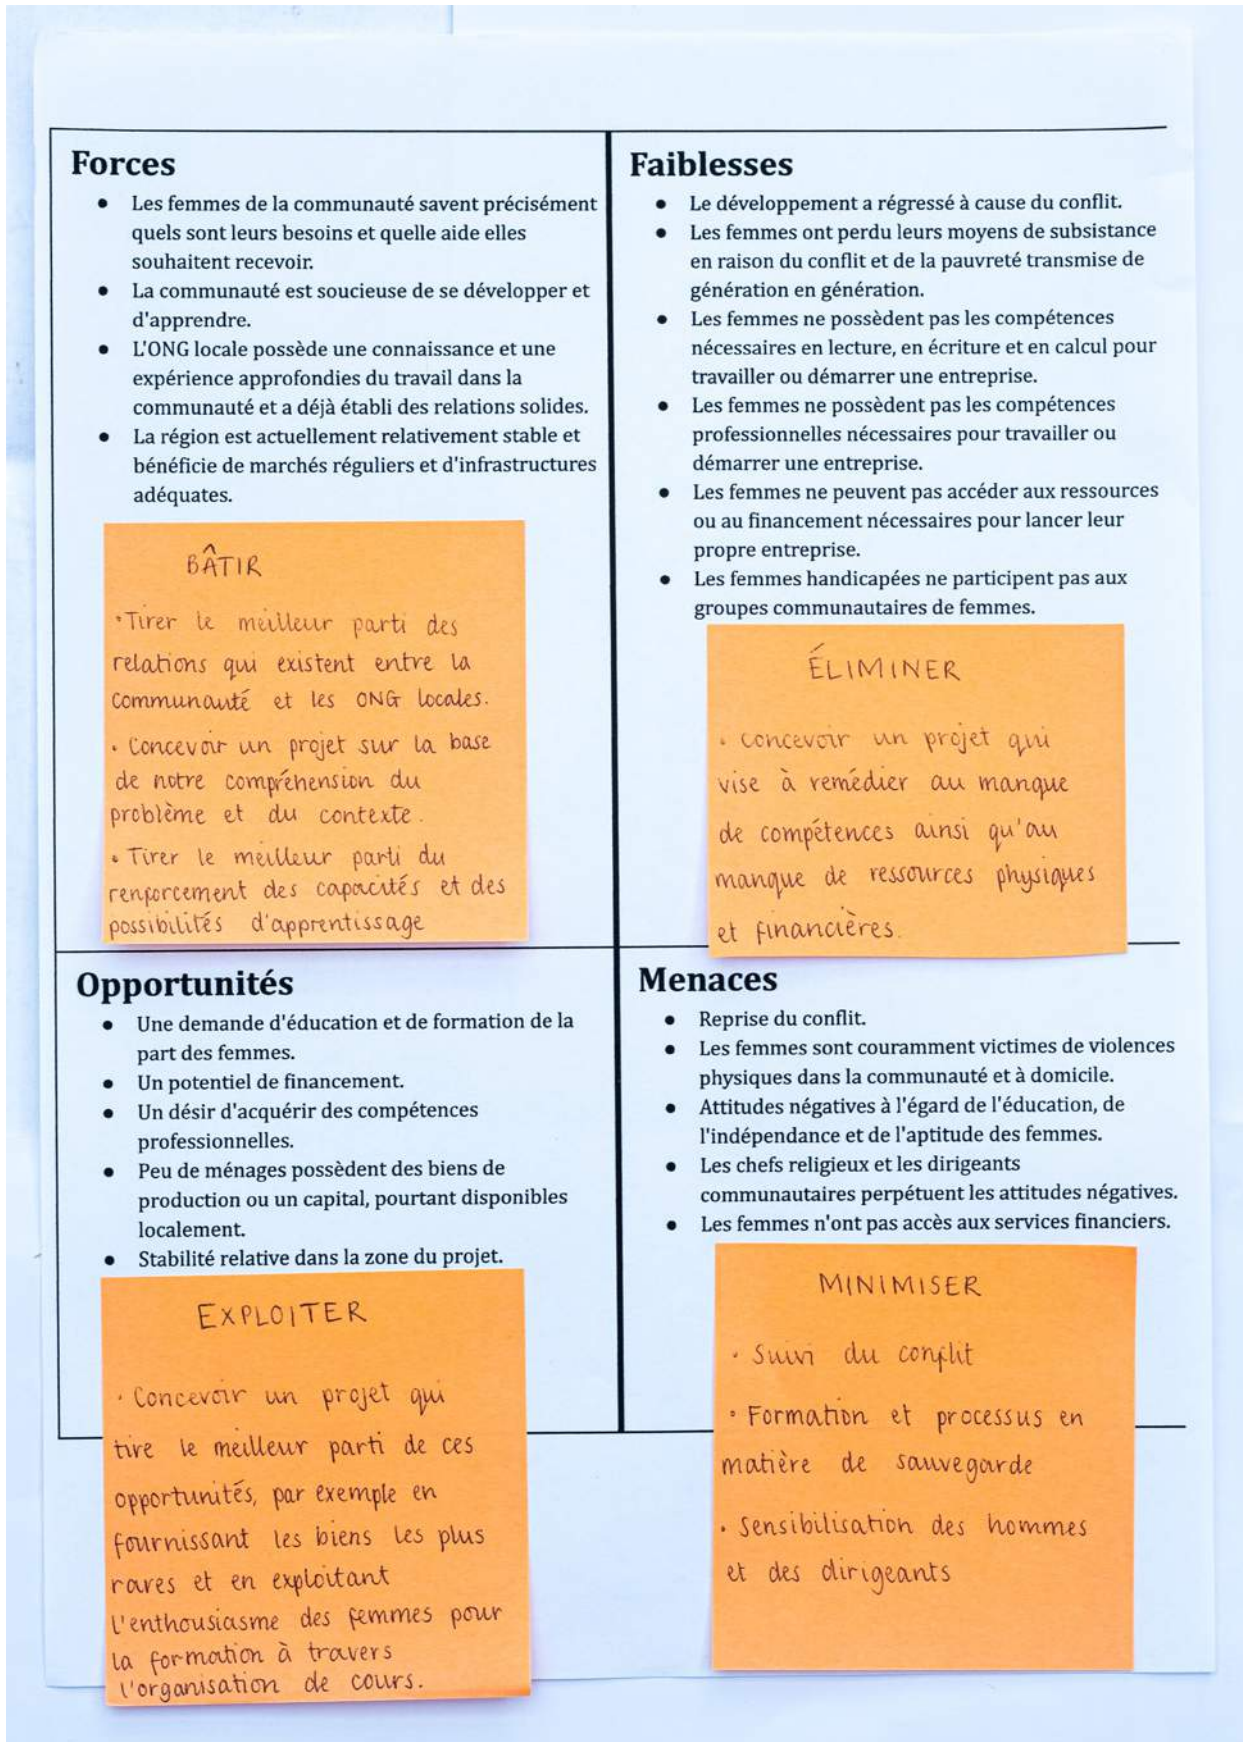 Forces
• Les femmes de la communauté savent précisément
quels sont leurs besoins et quelle aide elles
souhaitent recevoir.
• La communauté est soucieuse de se développer et
d'apprendre.
• L'ONG locale possède une connaissance et une
expérience approfondies du travail dans la
communauté et a déjà établi des relations solides.
• La région est actuellement relativement stable et
bénéficie de marchés réguliers et d'infrastructures
adéquates.
BÂTIR
• Tirer le meilleur parti des
relations qui existent entre la
communauté et les ONG locales.
• Concevoir un projet sur la base
de notre compréhension du
problème et du contexte.
• Tirer le meilleur parti du
renforcement des capacités et des
possibilités d'apprentissage
Faiblesses
• Le développement a régressé à cause du conflit.
• Les femmes ont perdu leurs moyens de subsistance
en raison du conflit et de la pauvreté transmise de
génération en génération.
• Les femmes ne possèdent pas les compétences
nécessaires en lecture, en écriture et en calcul pour
travailler ou démarrer une entreprise.
• Les femmes ne possèdent pas les compétences
professionnelles nécessaires pour travailler ou
démarrer une entreprise.
• Les femmes ne peuvent pas accéder aux ressources
ou au financement nécessaires pour lancer leur
propre entreprise.
• Les femmes handicapées ne participent pas aux
groupes communautaires de femmes.
ÉLIMINER
• concevoir un projet qui
vise à remédier au manque
de compétences ainsi qu'au
manque de ressources physiques
et financières.
Opportunités
• Une demande d'éducation et de formation de la
part des femmes.
• Un potentiel de financement.
• Un désir d'acquérir des compétences
professionnelles.
• Peu de ménages possèdent des biens de
production ou un capital, pourtant disponibles
localement.
• Stabilité relative dans la zone du projet.
EXPLOITER
• Concevoir un projet qui
tire le meilleur parti de ces
opportunités, par exemple en
fournissant les biens les plus
rares et en exploitant
l'enthousiasme des femmes pour
la formation à travers
l'organisation de cours.
Menaces
• Reprise du conflit.
• Les femmes sont couramment victimes de violences
physiques dans la communauté et à domicile.
• Attitudes négatives à l'égard de l'éducation, de
l'indépendance et de l'aptitude des femmes.
• Les chefs religieux et les dirigeants
communautaires perpétuent les attitudes négatives.
• Les femmes n'ont pas accès aux services financiers.
MINIMISER
• Suivi du conflit
• Formation et processus en
matière de sauvegarde
• Sensibilisation des hommes
et des dirigeants